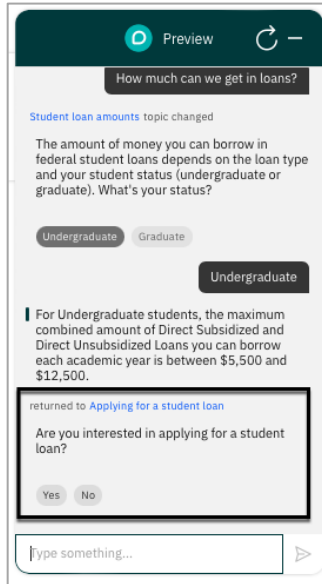 Preview
How much can we get in loans?
Student loan amounts topic changed
The amount of money you can borrow in
federal student loans depends on the loan type
and your student status (undergraduate or
graduate). What's your status?
Undergraduate Graduate
Undergraduate
For Undergraduate students, the maximum
combined amount of Direct Subsidized and
Direct Unsubsidized Loans you can borrow
each academic year is between $5,500 and
$12,500.
returned to Applying for a student loan
Are you interested in applying for a student
loan?
Yes No
Type something...